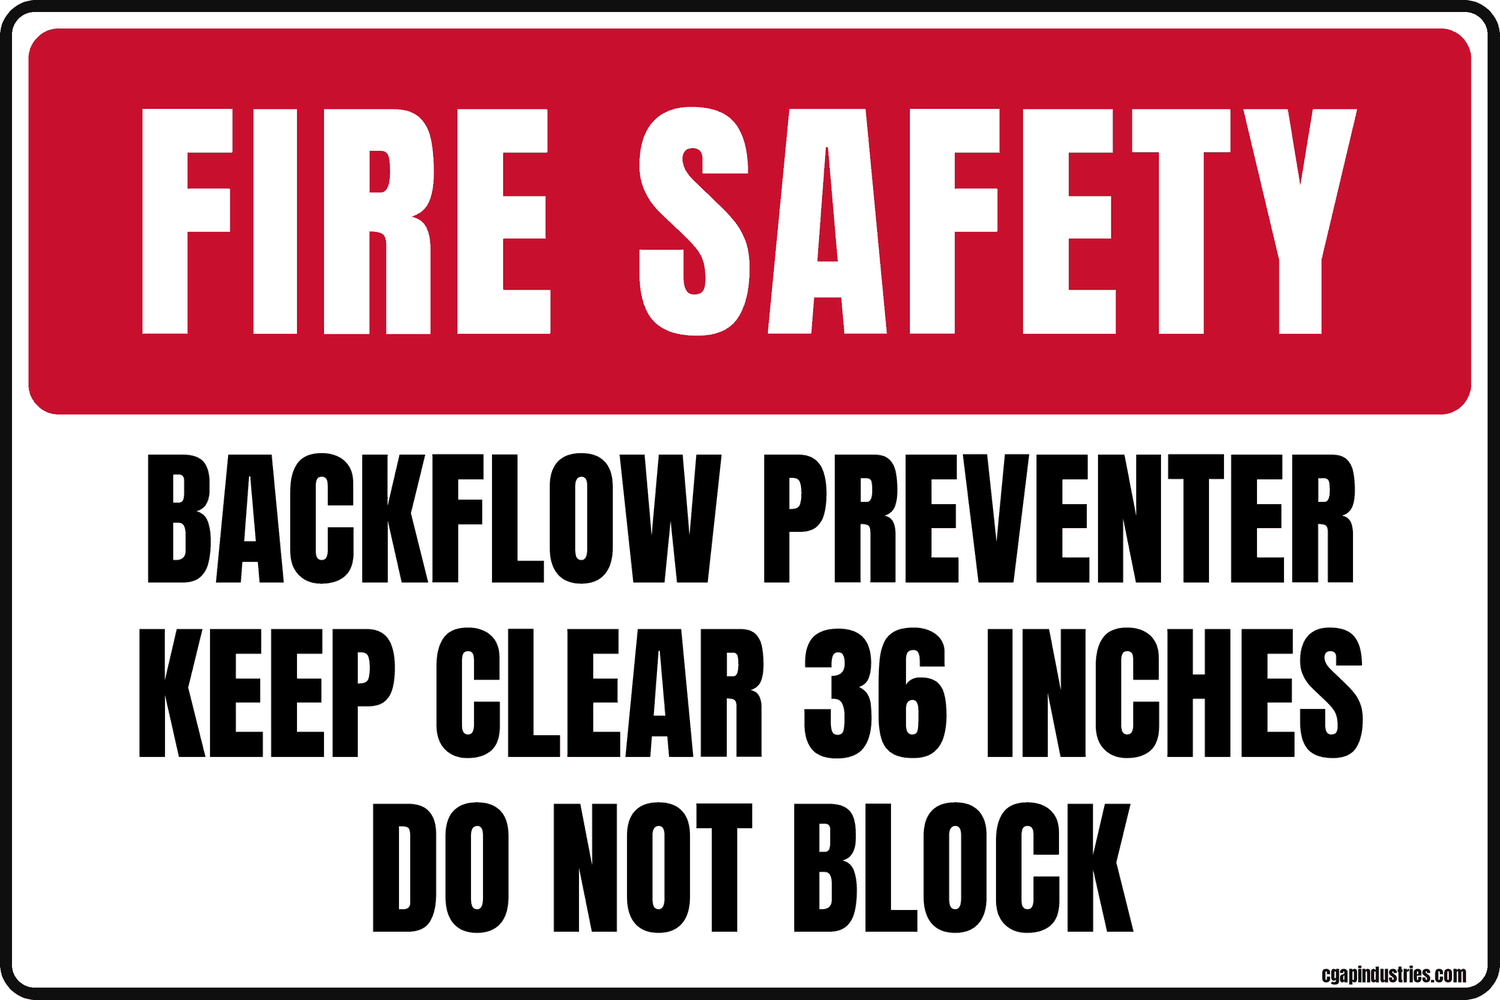 FIRE SAFETY
BACKFLOW PREVENTER
KEEP CLEAR 36 INCHES
DO NOT BLOCK
cgapindustries.com